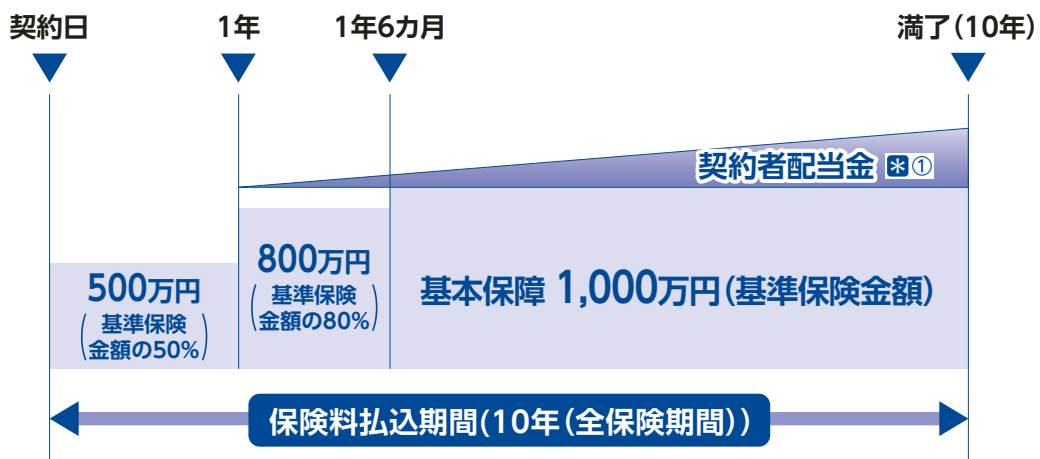 契約日 1年 1年6カ月 満了(10年)
契約者配当金 *①
500万円
(基準保険
金額の50%)
800万円
(基準保険
金額の80%)
基本保障 1,000万円(基準保険金額)
保険料払込期間(10年(全保険期間))